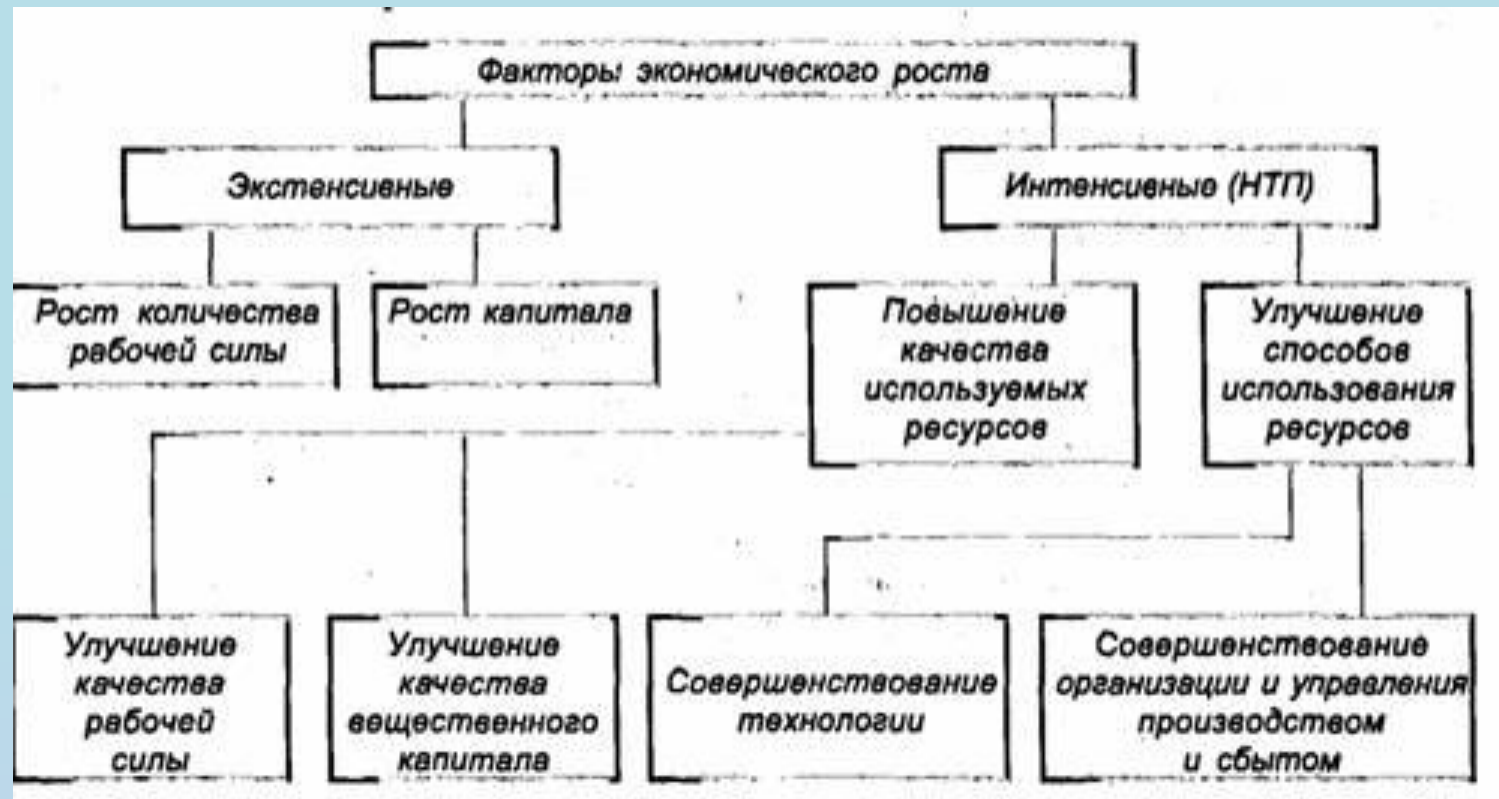 Факторы экономического роста
Экстенсивные
Интенсивные (НТП)
Рост количества
рабочей силы
Рост капитала
Повышение
качества
используемых
ресурсов
Улучшение
способов
использования
ресурсов
Улучшение
качества
рабочей
силы
Улучшение
качества
вещественного
капитала
Совершенствование
технологии
Совершенствование
организации и управления
производством
и сбытом